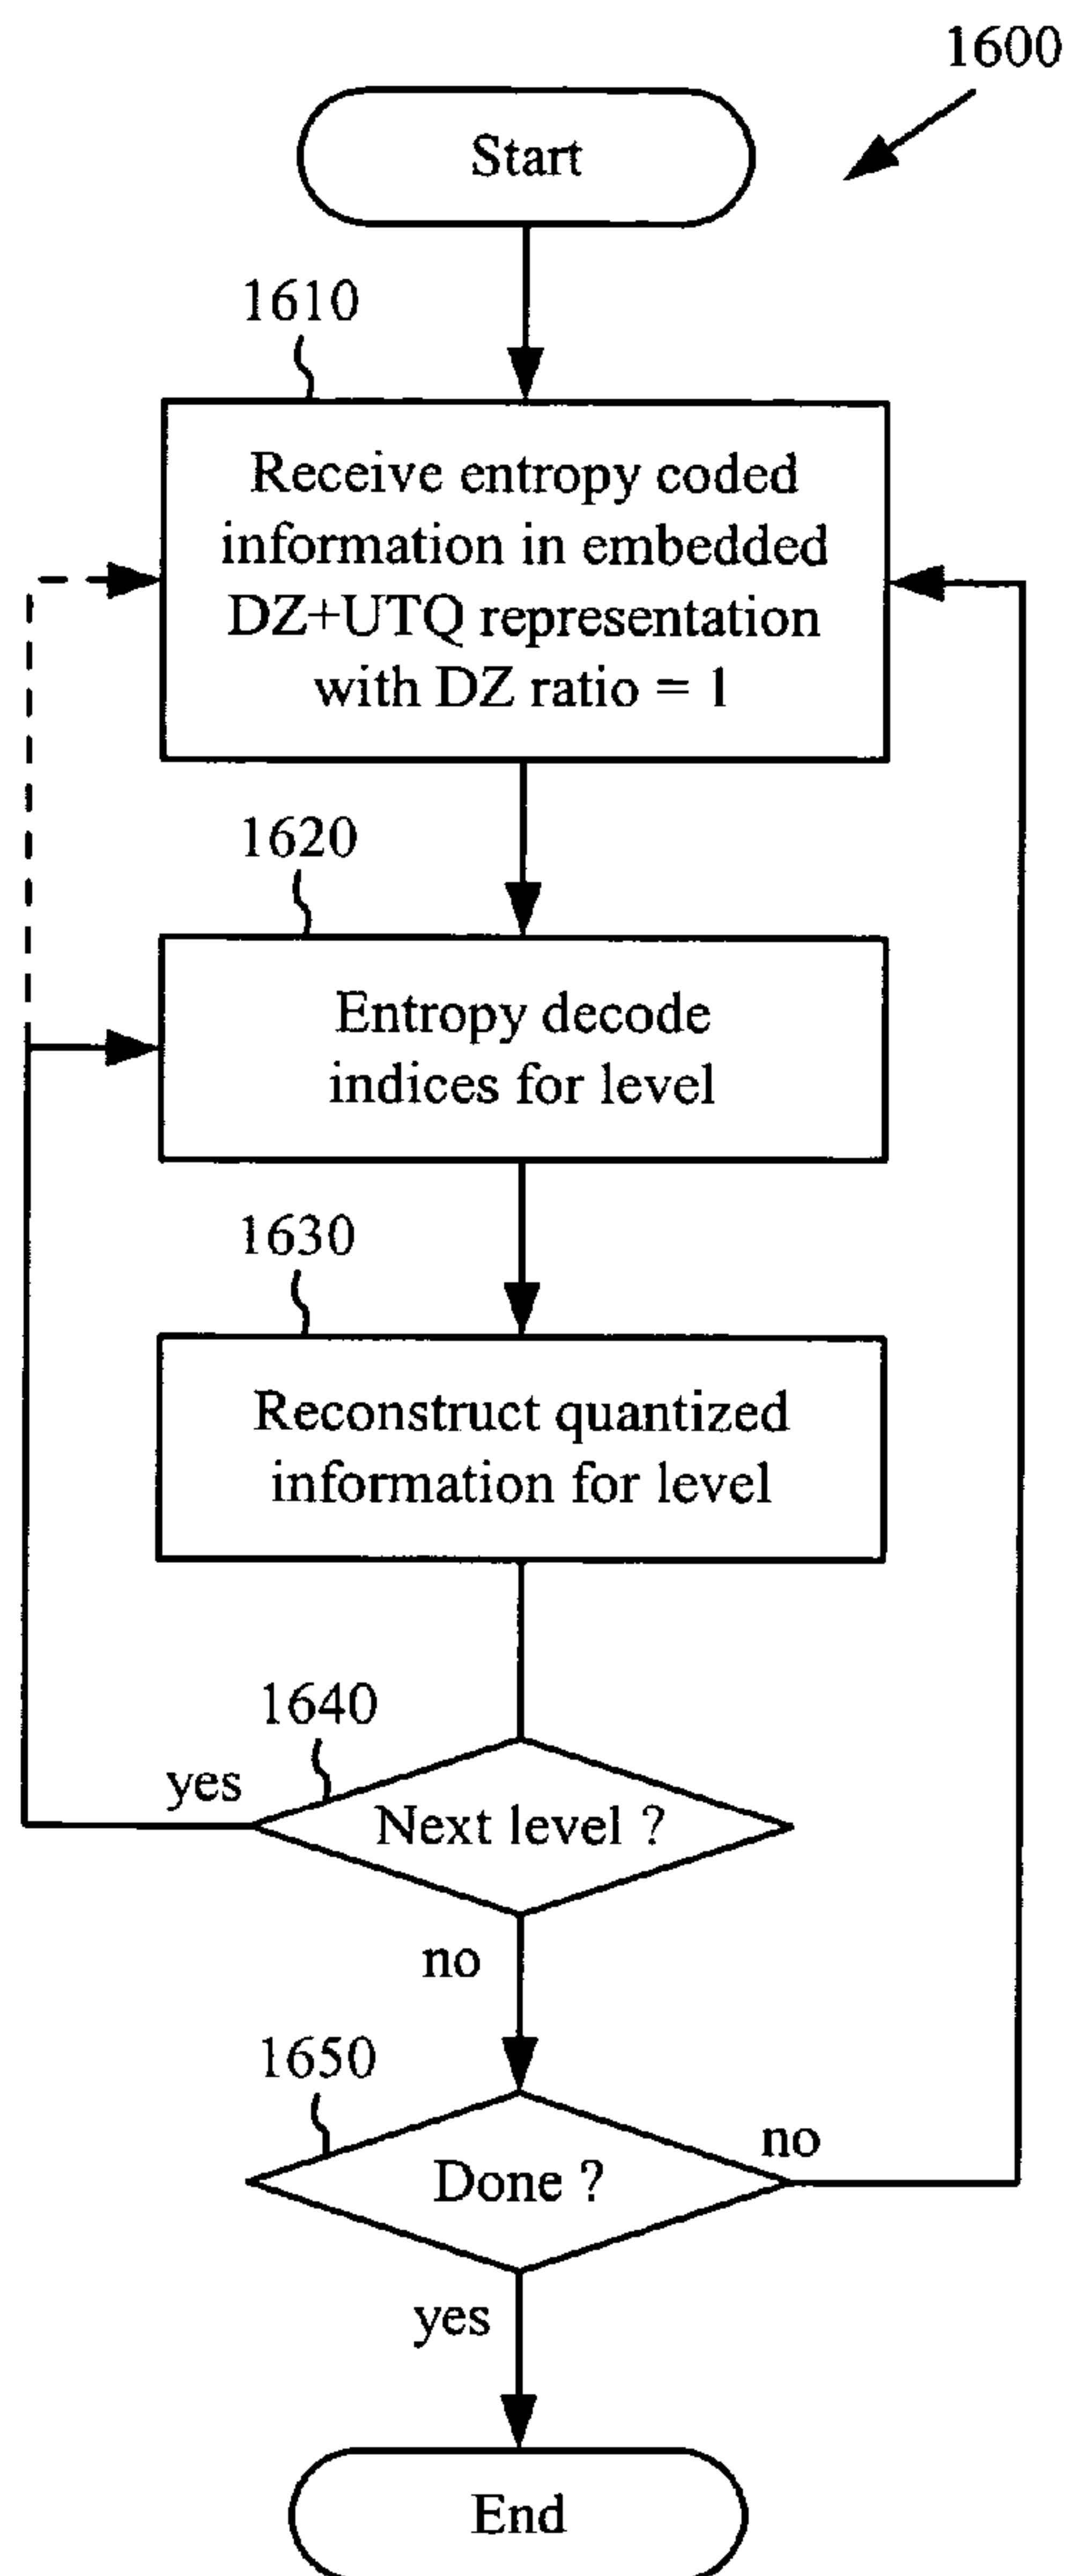 1600
Start
1610
Receive entropy coded
information in embedded
DZ+UTQ representation
with DZ ratio = 1
1620
Entropy decode
indices for level
1630
Reconstruct quantized
information for level
1640
yes
Next level ?
no
1650
no
Done ?
yes
End